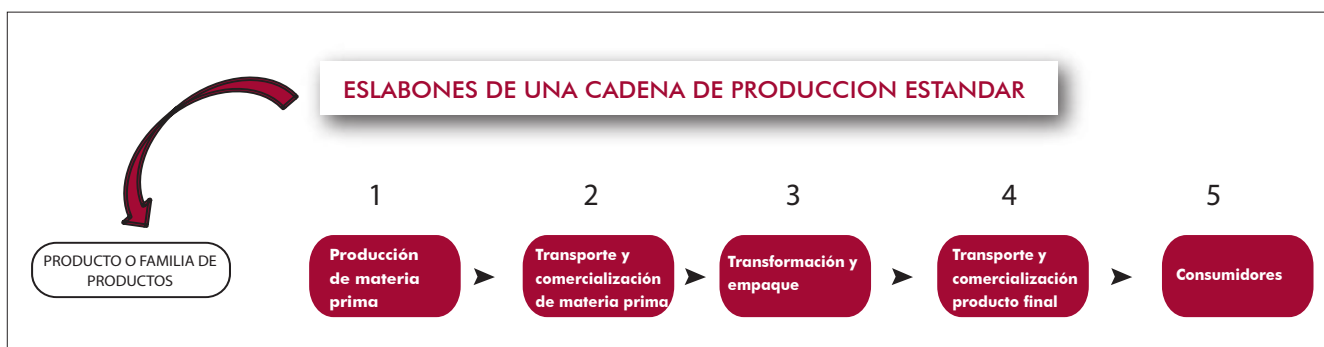 ESLABONES DE UNA CADENA DE PRODUCCION ESTANDAR
1
2
3
4
5
PRODUCTO O FAMILIA DE
PRODUCTOS
Producción
de materia
prima
Transporte y
comercialización
de materia prima
Transformación y
empaque
Transporte y
comercialización
producto final
Consumidores